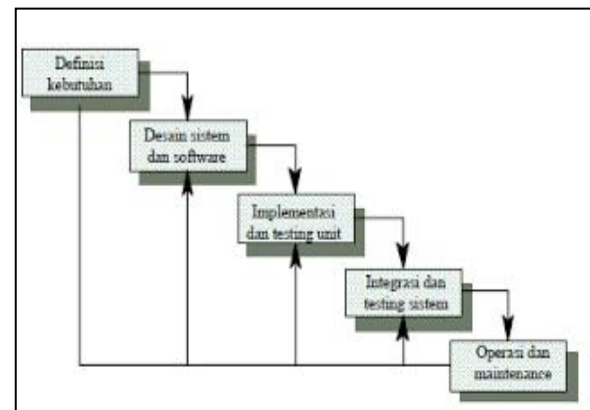 Definisi
kebutuhan
Desain sistem
dan software
Implementasi
dan testing unit
Integrasi dan
testing sistem
Operasi dan
maintenance